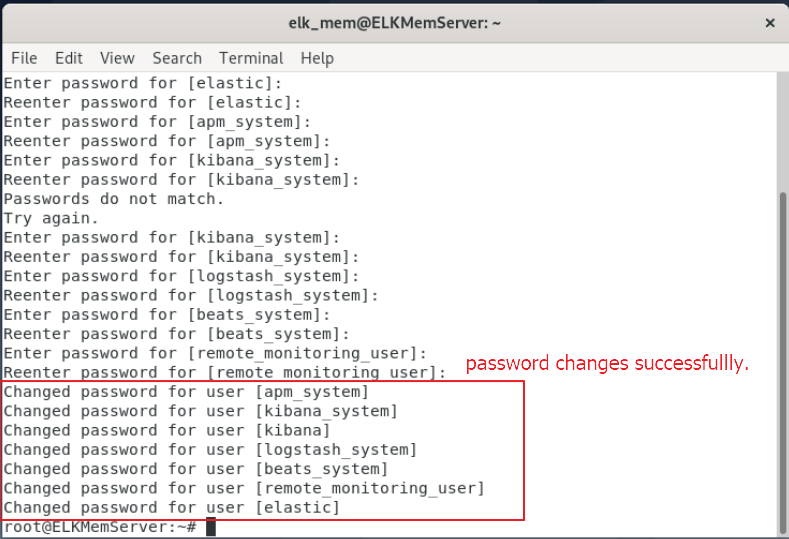 elk_mem@ELKMemServer: ~ ×
File Edit View Search Terminal Help
Enter password for [elastic]:
Reenter password for [elastic]:
Enter password for [apm_system]:
Reenter password for [apm_system]:
Enter password for [kibana_system]:
Reenter password for [kibana_system]:
Passwords do not match.
Try again.
Enter password for [kibana_system]:
Reenter password for [kibana_system]:
Enter password for [logstash_system]:
Reenter password for [logstash_system]:
Enter password for [beats_system]:
Reenter password for [beats_system]:
Enter password for [remote_monitoring_user]:
Reenter password for [remote_monitoring_user]:
password changes successfullly.
Changed password for user [apm_system]
Changed password for user [kibana_system]
Changed password for user [kibana]
Changed password for user [logstash_system]
Changed password for user [beats_system]
Changed password for user [remote_monitoring_user]
Changed password for user [elastic]
root@ELKMemServer:~#